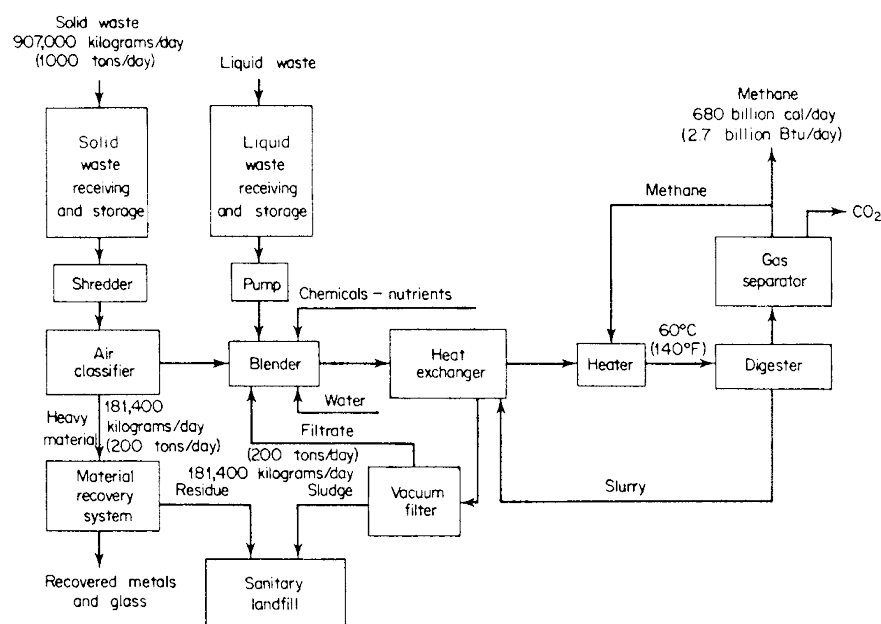 Solid waste
907,000 kilograms/day
(1000 tons/day)
Liquid waste
Methane
680 billion cal/day
(2.7 billion Btu/day)
Solid
waste
receiving
and storage
Liquid
waste
receiving
and storage
Methane
CO₂
Gas
separator
Shredder
Pump
Chemicals – nutrients
60°C
(140°F)
Air
classifier
Blender
Heat
exchanger
Heater
Digester
Water
Heavy
material
181,400
kilograms/day
(200 tons/day)
Filtrate
(200 tons/day)
181,400 kilograms/day
Material
recovery
system
Residue
Sludge
Vacuum
filter
Slurry
Recovered metals
and glass
Sanitary
landfill